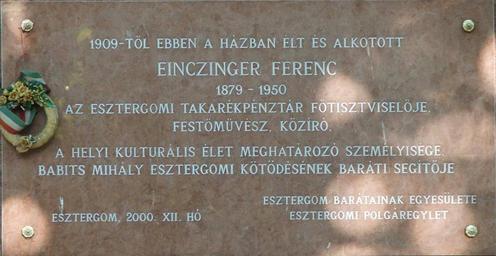 1909-TŐL EBBEN A HÁZBAN ÉLT ÉS ALKOTOTT
EINCZINGER FERENC
1879 - 1950
AZ ESZTERGOMI TAKARÉKPÉNZTÁR FŐTISZTVISELŐJE,
FESTŐMŰVÉSZ, KÖZÍRÓ.
A HELYI KULTURÁLIS ÉLET MEGHATÁROZÓ SZEMÉLYISÉGE.
BABITS MIHÁLY ESZTERGOMI KÖTŐDÉSÉNEK BARÁTI SEGÍTŐJE
ESZTERGOM, 2000. XII. HÓ
ESZTERGOM BARÁTAINAK EGYESÜLETE
ESZTERGOMI POLGÁREGYLET